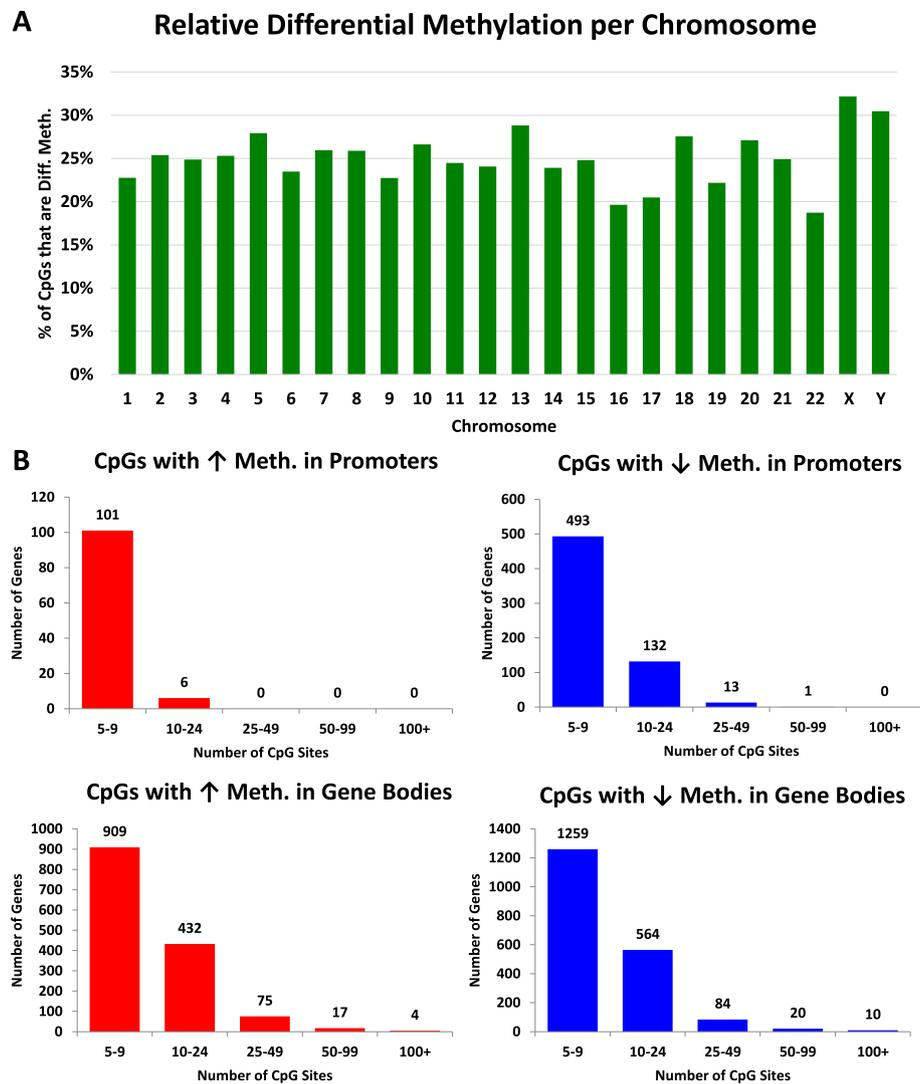 A
Relative Differential Methylation per Chromosome
% of CpGs that are Diff. Meth.
35%
30%
25%
20%
15%
10%
5%
0%
1 2 3 4 5 6 7 8 9 10 11 12 13 14 15 16 17 18 19 20 21 22 X Y
Chromosome
B
CpGs with ↑ Meth. in Promoters
Number of Genes
120
100
80
60
40
20
0
101
6
0
0
0
5-9 10-24 25-49 50-99 100+
Number of CpG Sites
CpGs with ↓ Meth. in Promoters
Number of Genes
600
500
400
300
200
100
0
493
132
13
1
0
5-9 10-24 25-49 50-99 100+
Number of CpG Sites
CpGs with ↑ Meth. in Gene Bodies
Number of Genes
1000
900
800
700
600
500
400
300
200
100
0
909
432
75
17
4
5-9 10-24 25-49 50-99 100+
Number of CpG Sites
CpGs with ↓ Meth. in Gene Bodies
Number of Genes
1400
1200
1000
800
600
400
200
0
1259
564
84
20
10
5-9 10-24 25-49 50-99 100+
Number of CpG Sites